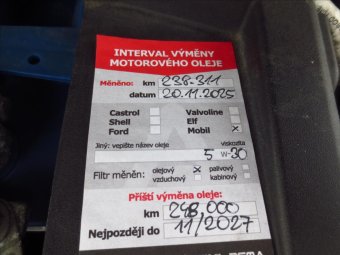 INTERVAL VÝMĚNY
MOTOROVÉHO OLEJE
Měněno: km 238.311
datum 20.11.2025
Castrol Valvoline
Shell Elf
Ford Mobil x
Jiný: vepište název oleje viskozita
5 W-30
Filtr měněn: olejový x palivový
vzduchový kabinový
Příští výměna oleje:
km 248.000
Nejpozději do 11/2027